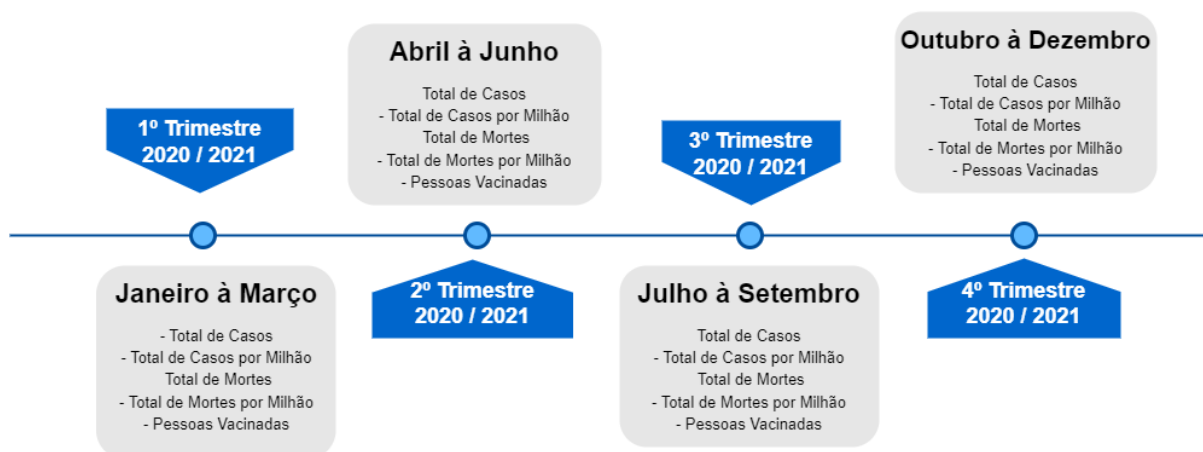 1º Trimestre
2020 / 2021
Janeiro à Março
- Total de Casos
- Total de Casos por Milhão
Total de Mortes
- Total de Mortes por Milhão
- Pessoas Vacinadas
Abril à Junho
Total de Casos
- Total de Casos por Milhão
Total de Mortes
- Total de Mortes por Milhão
- Pessoas Vacinadas
2º Trimestre
2020 / 2021
3º Trimestre
2020 / 2021
Julho à Setembro
Total de Casos
- Total de Casos por Milhão
Total de Mortes
- Total de Mortes por Milhão
- Pessoas Vacinadas
Outubro à Dezembro
Total de Casos
- Total de Casos por Milhão
Total de Mortes
- Total de Mortes por Milhão
- Pessoas Vacinadas
4º Trimestre
2020 / 2021